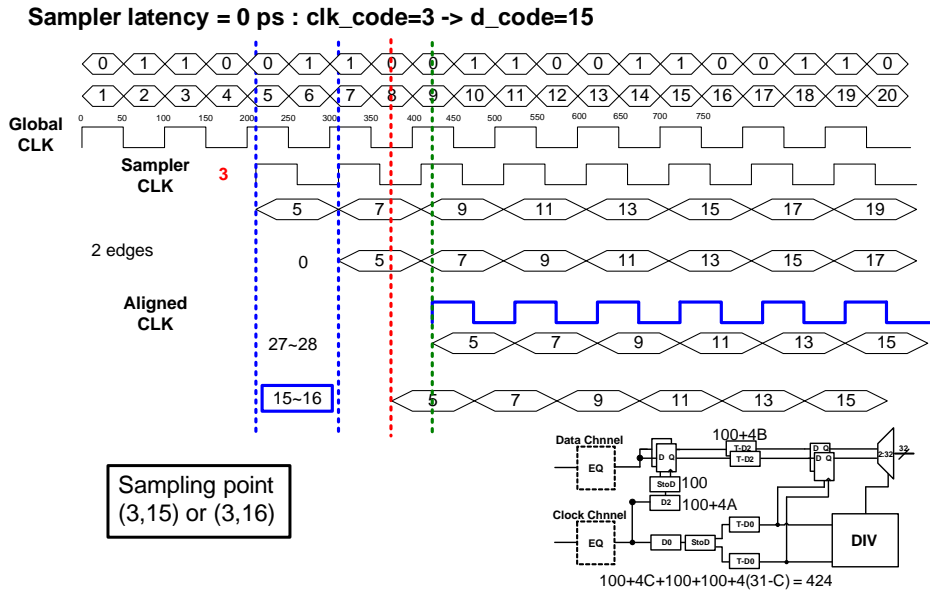 Sampler latency = 0 ps : clk_code=3 -> d_code=15
0 1 1 0 0 1 1 0 0 1 1 0 0 1 1 0 0 1 1 0
1 2 3 4 5 6 7 8 9 10 11 12 13 14 15 16 17 18 19 20
0 50 100 150 200 250 300 350 400 450 500 550 600 650 700 750
Global
CLK
Sampler
CLK
3
5 7 9 11 13 15 17 19
2 edges
0 5 7 9 11 13 15 17
Aligned
CLK
27~28
5 7 9 11 13 15
15~16
5 7 9 11 13 15
Sampling point
(3,15) or (3,16)
Data Chnnel
100+4B
EQ
D Q
T-D2
T-D2
D Q
D Q
2:32
32
StoD
100
D2
100+4A
Clock Chnnel
EQ
D0
StoD
T-D0
T-D0
DIV
100+4C+100+100+4(31-C) = 424